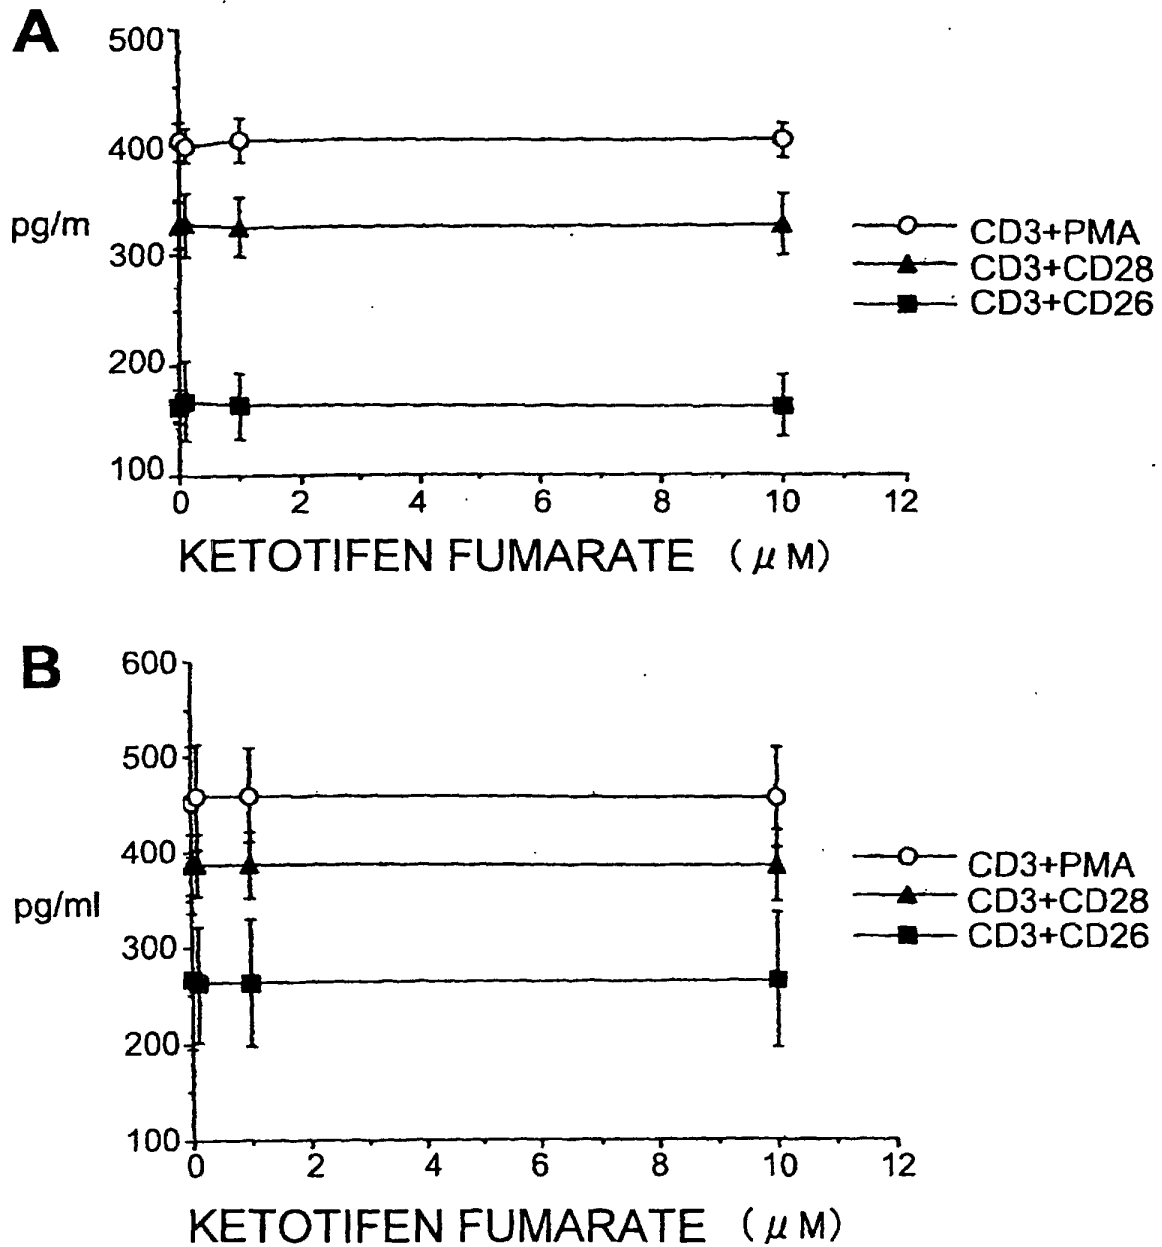 A
500
400
pg/m
300
200
100
0 2 4 6 8 10 12
KETOTIFEN FUMARATE (μM)
CD3+PMA
CD3+CD28
CD3+CD26
B
600
500
400
pg/ml
300
200
100
0 2 4 6 8 10 12
KETOTIFEN FUMARATE (μM)
CD3+PMA
CD3+CD28
CD3+CD26